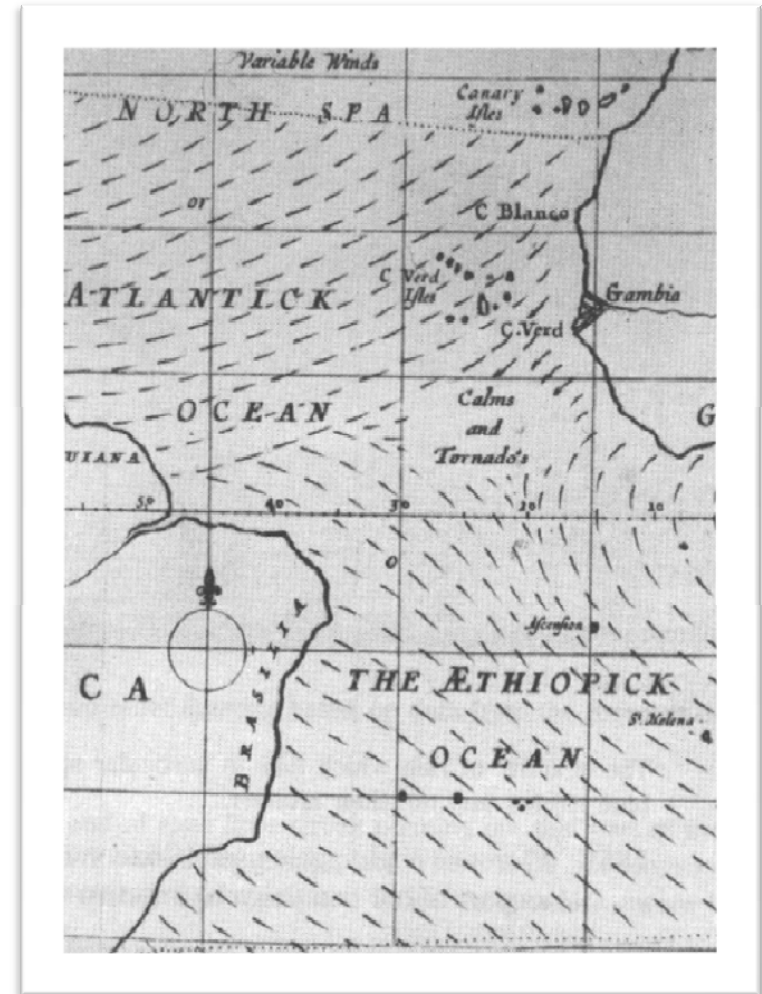 Variable Winds
Canary
Isles
NORTH SEA
or
C Blanco
C Verd
Isles
ATLANTICK
Gambia
C. Verd
OCEAN
Calms
and
Tornado's
G
UIANA
50
40
30
20
10
O
Ascension
CA
BRASILIA
THE ÆTHIOPICK
St. Helena
OCEAN